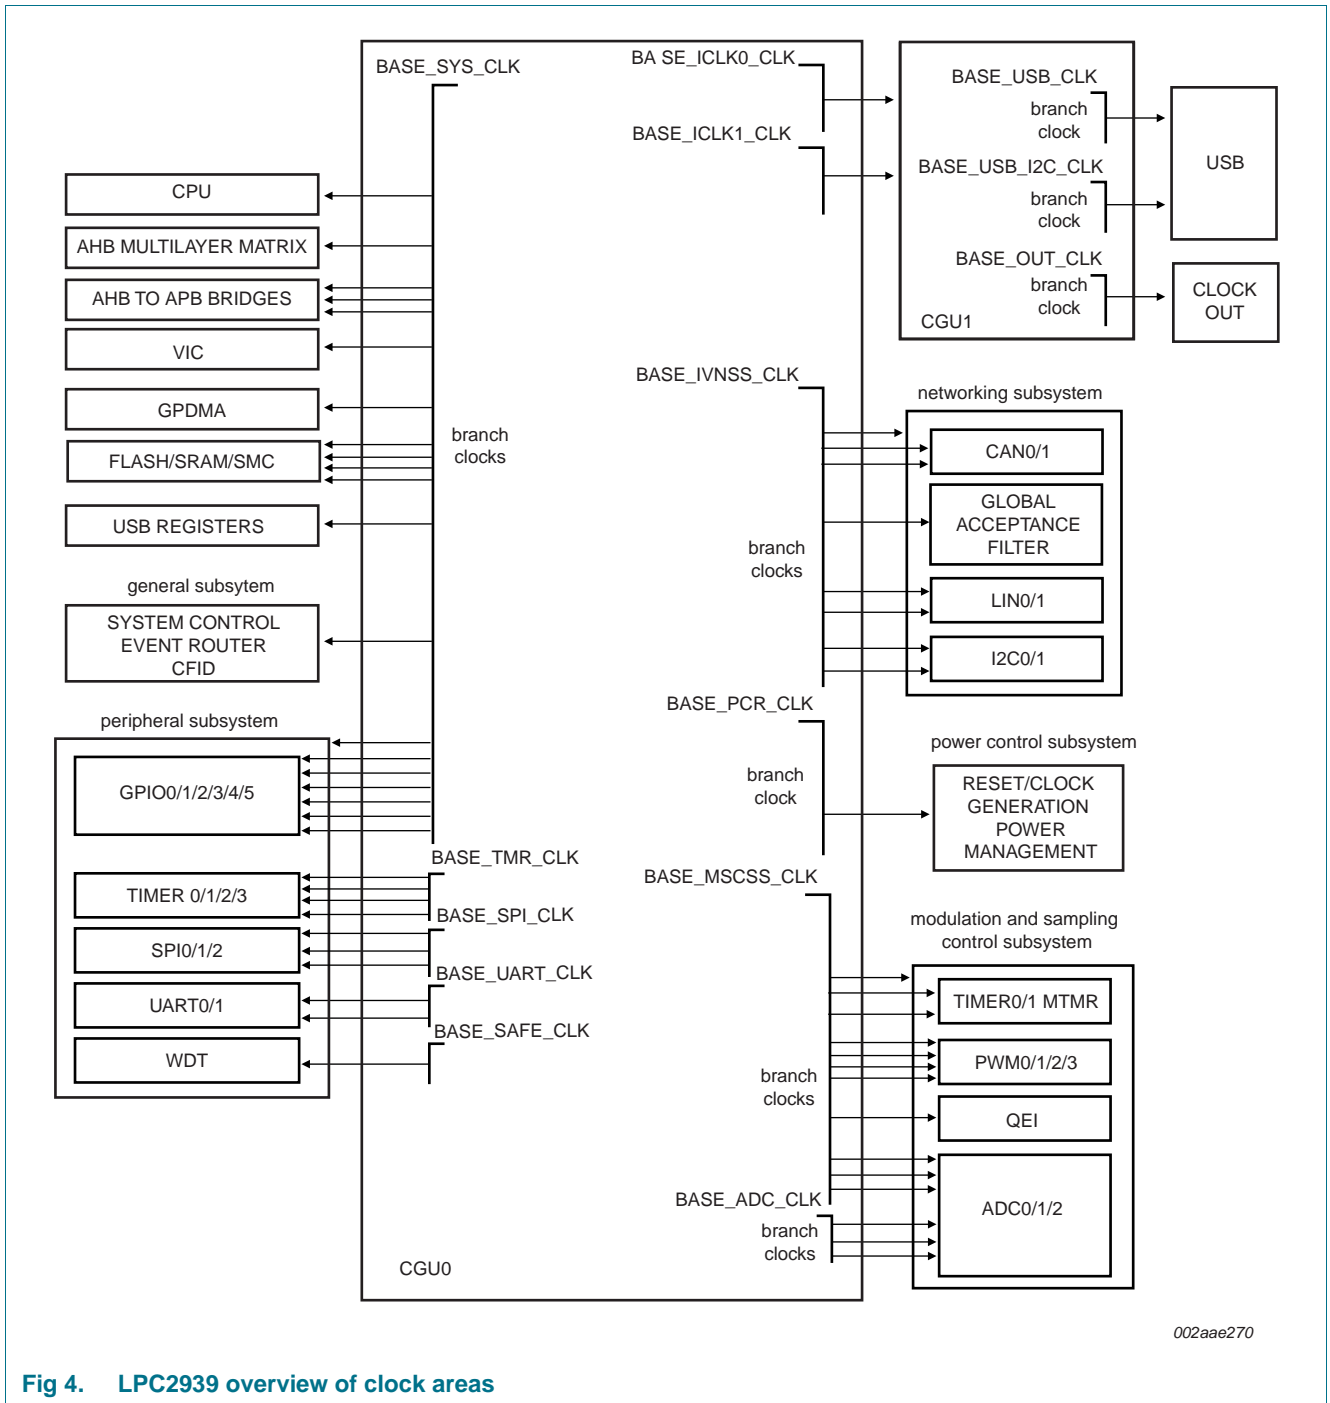 BASE_SYS_CLK
CPU
AHB MULTILAYER MATRIX
AHB TO APB BRIDGES
VIC
GPDMA
FLASH/SRAM/SMC
USB REGISTERS
branch
clocks
general subsytem
SYSTEM CONTROL
EVENT ROUTER
CFID
peripheral subsystem
GPIO0/1/2/3/4/5
BASE_TMR_CLK
TIMER 0/1/2/3
BASE_SPI_CLK
SPI0/1/2
BASE_UART_CLK
UART0/1
BASE_SAFE_CLK
WDT
CGU0
BA SE_ICLK0_CLK
BASE_ICLK1_CLK
BASE_USB_CLK
branch
clock
USB
BASE_USB_I2C_CLK
branch
clock
BASE_OUT_CLK
branch
clock
CLOCK
OUT
CGU1
BASE_IVNSS_CLK
branch
clocks
networking subsystem
CAN0/1
GLOBAL
ACCEPTANCE
FILTER
LIN0/1
I2C0/1
BASE_PCR_CLK
branch
clock
power control subsystem
RESET/CLOCK
GENERATION
POWER
MANAGEMENT
BASE_MSCSS_CLK
branch
clocks
modulation and sampling
control subsystem
TIMER0/1 MTMR
PWM0/1/2/3
QEI
BASE_ADC_CLK
branch
clocks
ADC0/1/2
002aae270
Fig 4. LPC2939 overview of clock areas